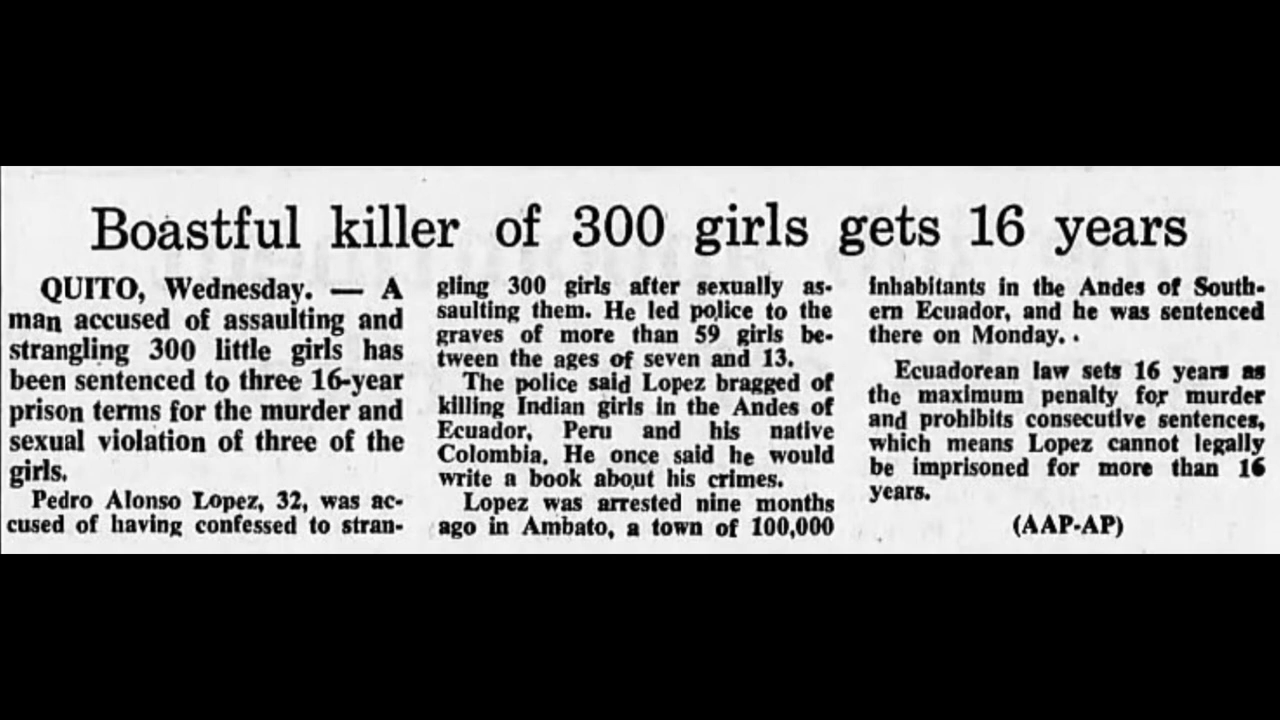 Boastful killer of 300 girls gets 16 years
QUITO, Wednesday. — A
man accused of assaulting and
strangling 300 little girls has
been sentenced to three 16-year
prison terms for the murder and
sexual violation of three of the
girls.
Pedro Alonso Lopez, 32, was ac-
cused of having confessed to stran-
gling 300 girls after sexually as-
saulting them. He led police to the
graves of more than 59 girls be-
tween the ages of seven and 13.
The police said Lopez bragged of
killing Indian girls in the Andes of
Ecuador, Peru and his native
Colombia. He once said he would
write a book about his crimes.
Lopez was arrested nine months
ago in Ambato, a town of 100,000
inhabitants in the Andes of South-
ern Ecuador, and he was sentenced
there on Monday. .
Ecuadorean law sets 16 years as
the maximum penalty for murder
and prohibits consecutive sentences,
which means Lopez cannot legally
be imprisoned for more than 16
years.
(AAP-AP)